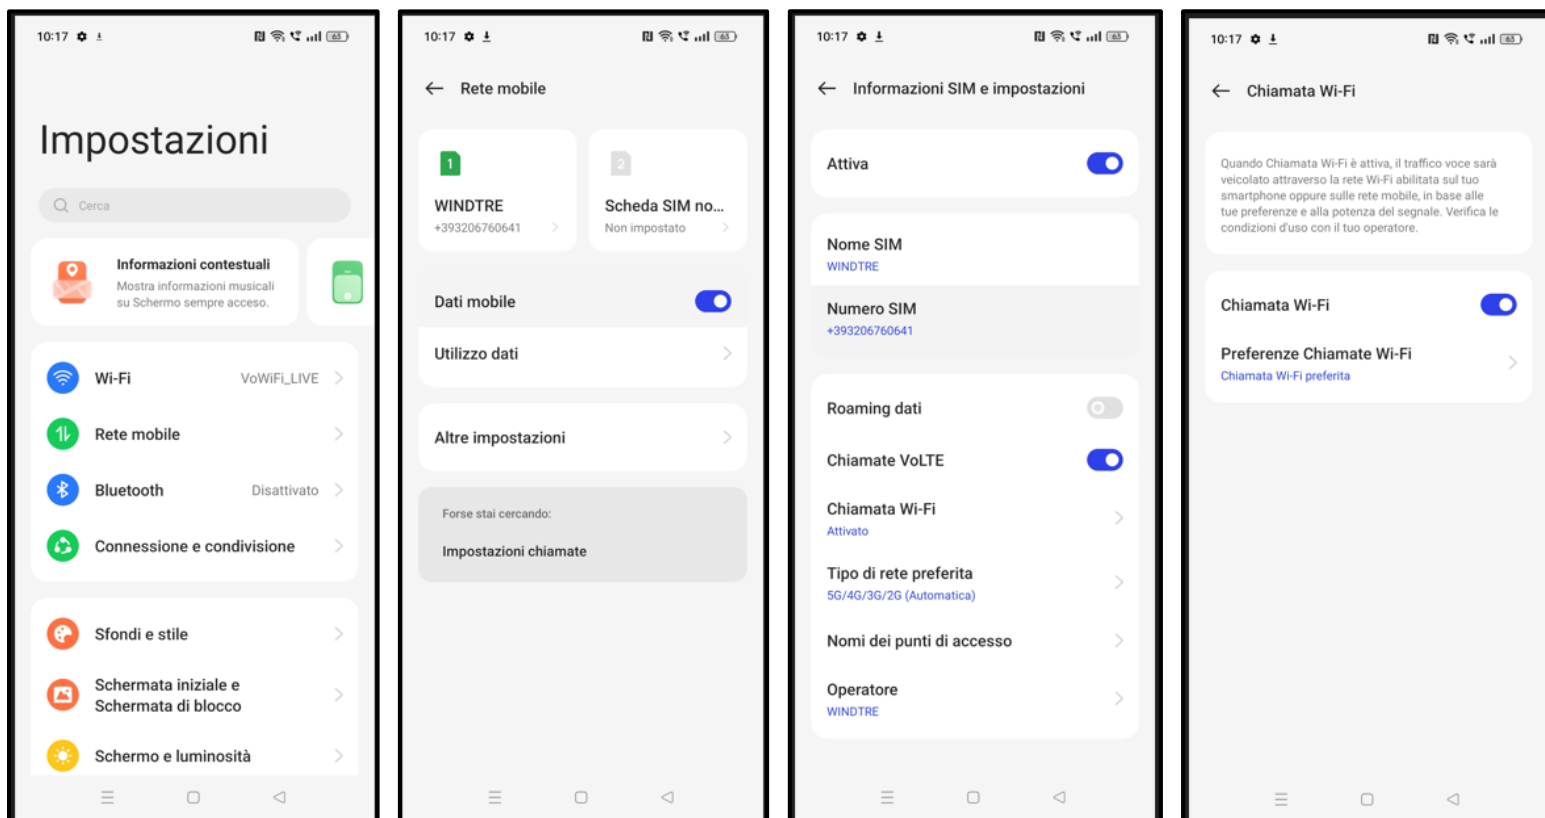 10:17
65
Impostazioni
Cerca
Informazioni contestuali
Mostra informazioni musicali
su Schermo sempre acceso.
Wi-Fi
VoWiFi_LIVE
Rete mobile
Bluetooth
Disattivato
Connessione e condivisione
Sfondi e stile
Schermata iniziale e
Schermata di blocco
Schermo e luminosità
10:17
65
Rete mobile
1
WINDTRE
+393206760641
2
Scheda SIM no...
Non impostato
Dati mobile
Utilizzo dati
Altre impostazioni
Forse stai cercando:
Impostazioni chiamate
10:17
65
Informazioni SIM e impostazioni
Attiva
Nome SIM
WINDTRE
Numero SIM
+393206760641
Roaming dati
Chiamate VoLTE
Chiamata Wi-Fi
Attivato
Tipo di rete preferita
5G/4G/3G/2G (Automatica)
Nomi dei punti di accesso
Operatore
WINDTRE
10:17
65
Chiamata Wi-Fi
Quando Chiamata Wi-Fi è attiva, il traffico voce sarà
veicolato attraverso la rete Wi-Fi abilitata sul tuo
smartphone oppure sulle rete mobile, in base alle
tue preferenze e alla potenza del segnale. Verifica le
condizioni d'uso con il tuo operatore.
Chiamata Wi-Fi
Preferenze Chiamate Wi-Fi
Chiamata Wi-Fi preferita